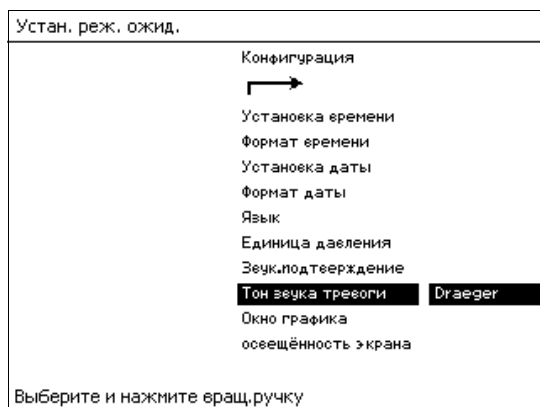 Устан. реж. ожид.
Конфигурация
Установка времени
Формат времени
Установка даты
Формат даты
Язык
Единица давления
Звук.подтверждение
Тон звука тревоги Draeger
Окно графика
освещённость экрана
Выберите и нажмите вращ.ручку